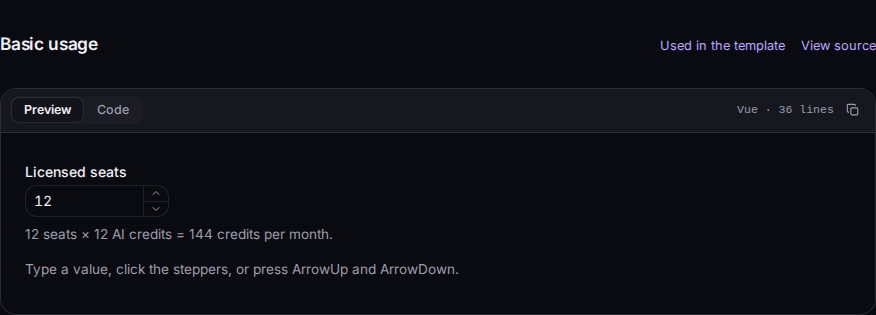 Basic usage
Used in the template View source
Preview Code
Vue · 36 lines
Licensed seats
12
12 seats × 12 AI credits = 144 credits per month.
Type a value, click the steppers, or press ArrowUp and ArrowDown.